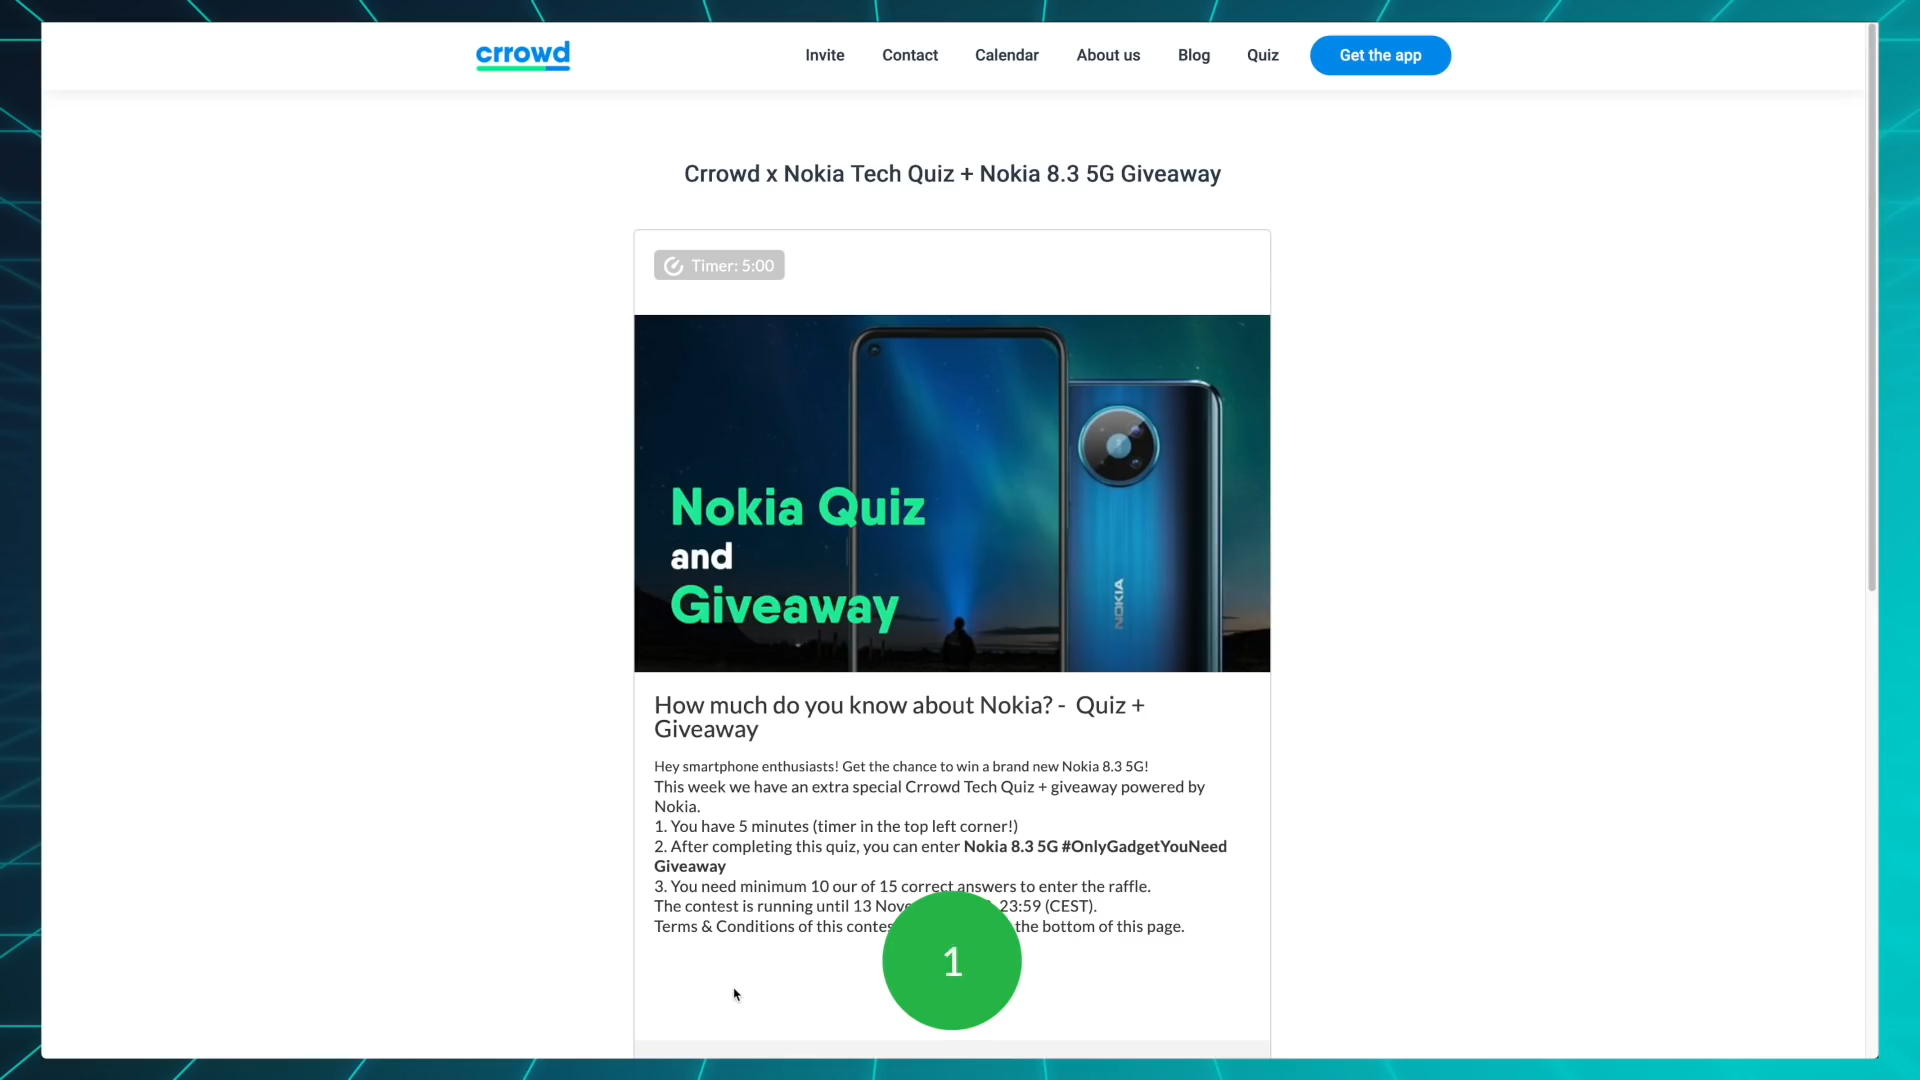 crrowd
Invite Contact Calendar About us Blog Quiz Get the app
Crrowd x Nokia Tech Quiz + Nokia 8.3 5G Giveaway
Timer: 5:00
Nokia Quiz
and
Giveaway
NOKIA
How much do you know about Nokia? - Quiz +
Giveaway
Hey smartphone enthusiasts! Get the chance to win a brand new Nokia 8.3 5G!
This week we have an extra special Crrowd Tech Quiz + giveaway powered by
Nokia.
1. You have 5 minutes (timer in the top left corner!)
2. After completing this quiz, you can enter Nokia 8.3 5G #OnlyGadgetYouNeed
Giveaway
3. You need minimum 10 our of 15 correct answers to enter the raffle.
The contest is running until 13 23:59 (CEST).
Terms & Conditions of this the bottom of this page.
1